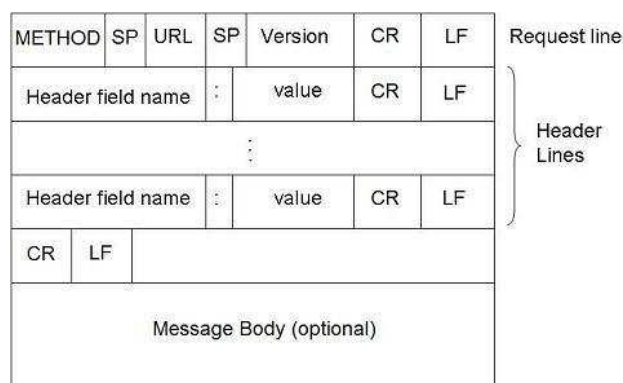 METHOD SP URL SP Version CR LF Request line
Header field name : value CR LF
Header
Lines
:
Header field name : value CR LF
CR LF
Message Body (optional)